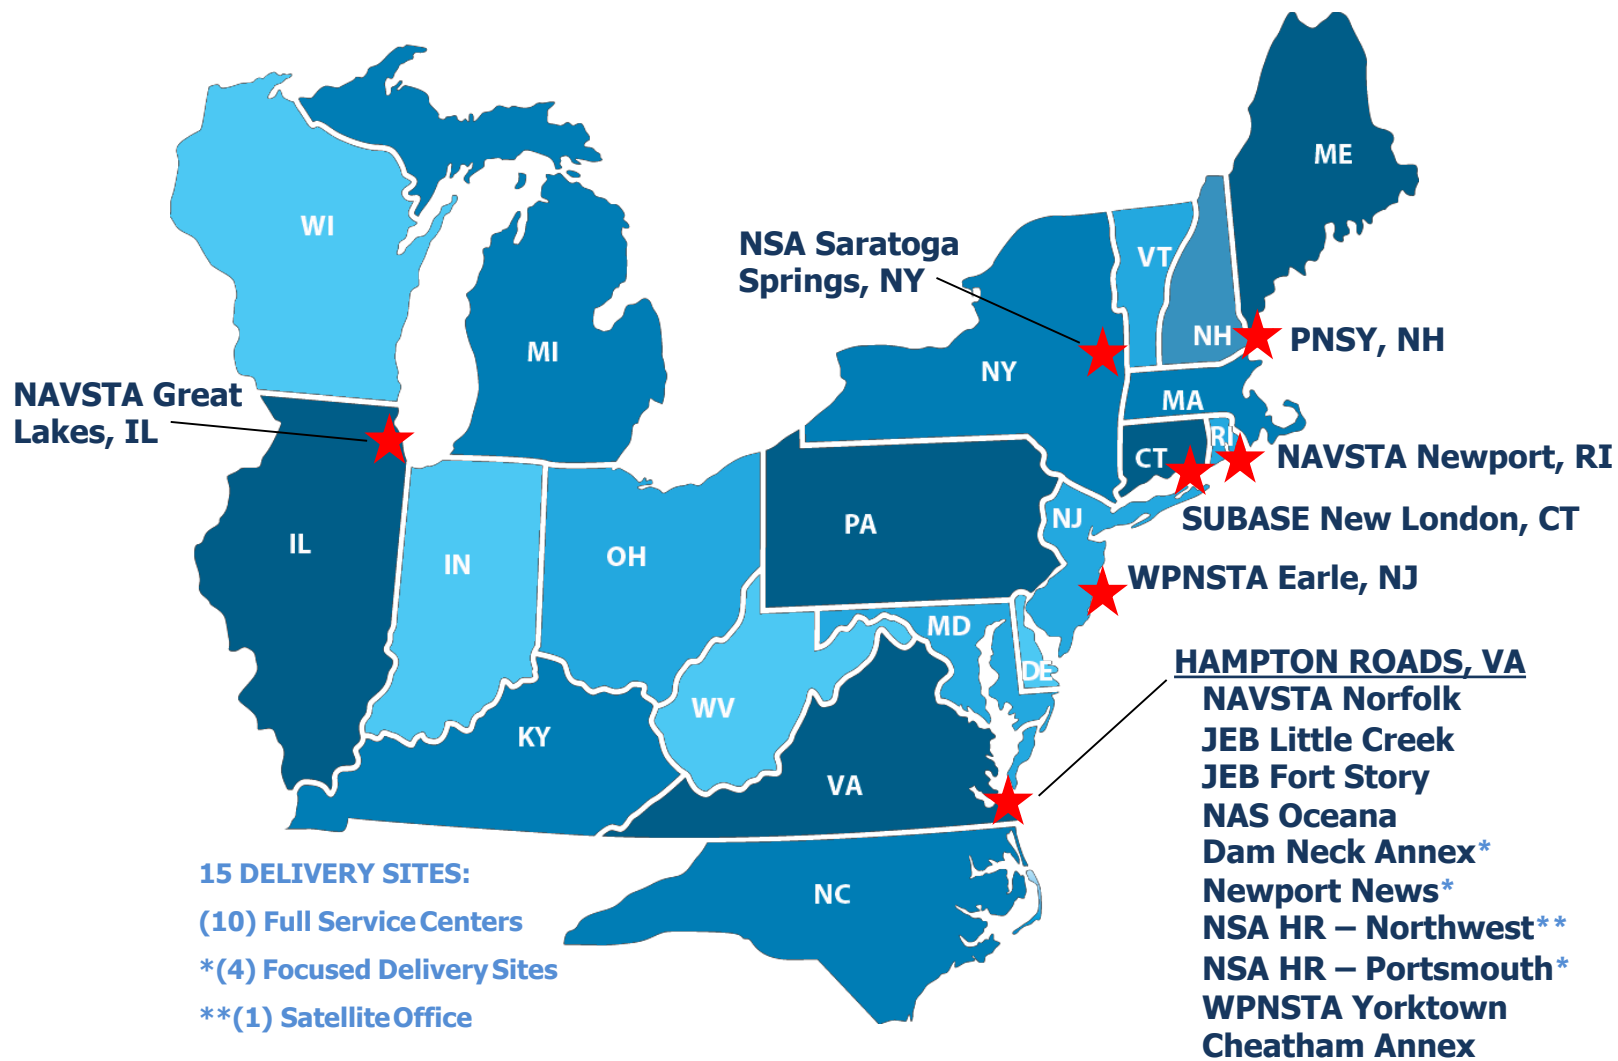 ME
WI
NSA Saratoga
Springs, NY
VT
NH
PNSY, NH
MI
NY
NAVSTA Great
Lakes, IL
MA
RI
CT
NAVSTA Newport, RI
NJ
SUBASE New London, CT
PA
IL
IN
OH
WPNSTA Earle, NJ
MD
DE
HAMPTON ROADS, VA
NAVSTA Norfolk
JEB Little Creek
JEB Fort Story
NAS Oceana
Dam Neck Annex*
Newport News*
NSA HR – Northwest**
NSA HR – Portsmouth*
WPNSTA Yorktown
Cheatham Annex
WV
KY
VA
NC
15 DELIVERY SITES:
(10) Full Service Centers
*(4) Focused Delivery Sites
**(1) Satellite Office